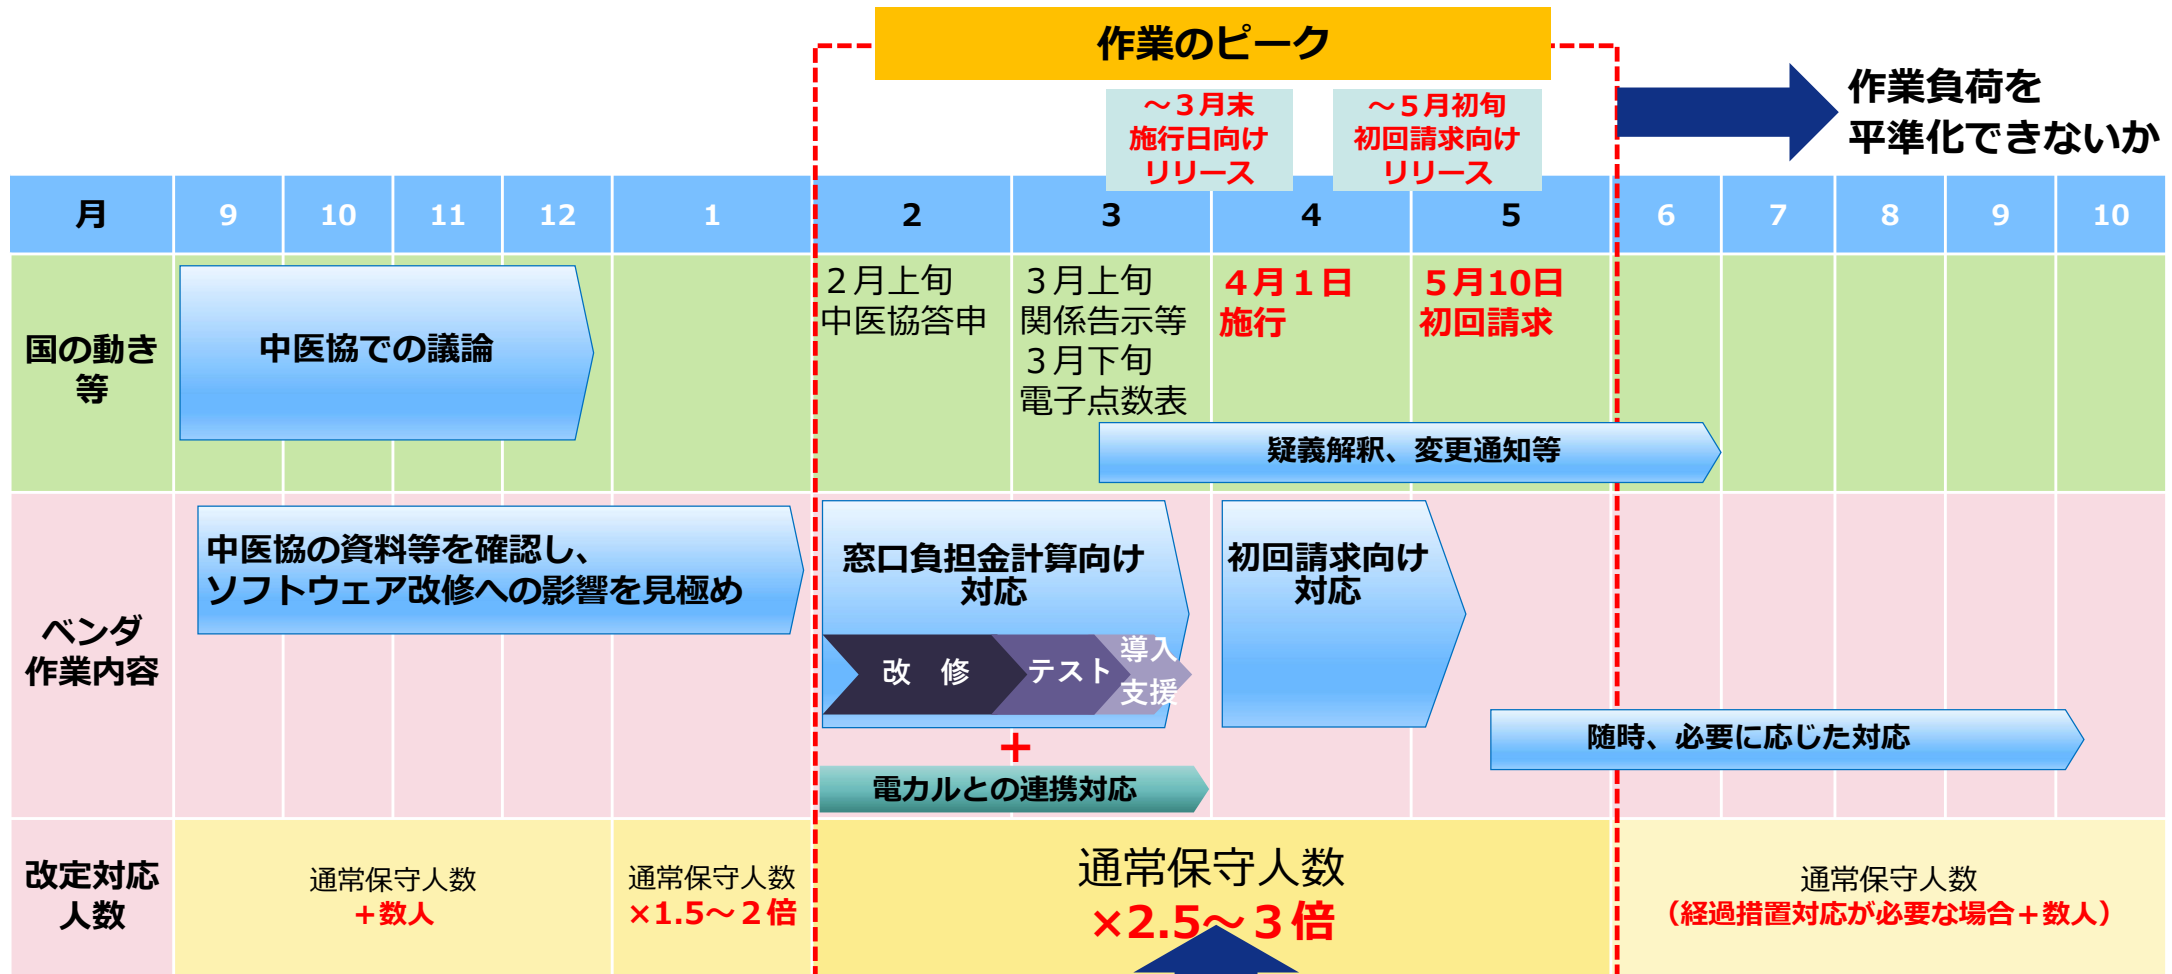 作業のピーク
～３月末
施行日向け
リリース
～５月初旬
初回請求向け
リリース
作業負荷を
平準化できないか
月
9
10
11
12
1
2
3
4
5
6
7
8
9
10
国の動き
等
中医協での議論
２月上旬
中医協答申
３月上旬
関係告示等
３月下旬
電子点数表
４月１日
施行
５月10日
初回請求
疑義解釈、変更通知等
ベンダ
作業内容
中医協の資料等を確認し、
ソフトウェア改修への影響を見極め
窓口負担金計算向け
対応
改　修
テスト
導入
支援
＋
電カルとの連携対応
初回請求向け
対応
随時、必要に応じた対応
改定対応
人数
通常保守人数
＋数人
通常保守人数
×1.5～２倍
通常保守人数
×2.5～３倍
通常保守人数
（経過措置対応が必要な場合＋数人）